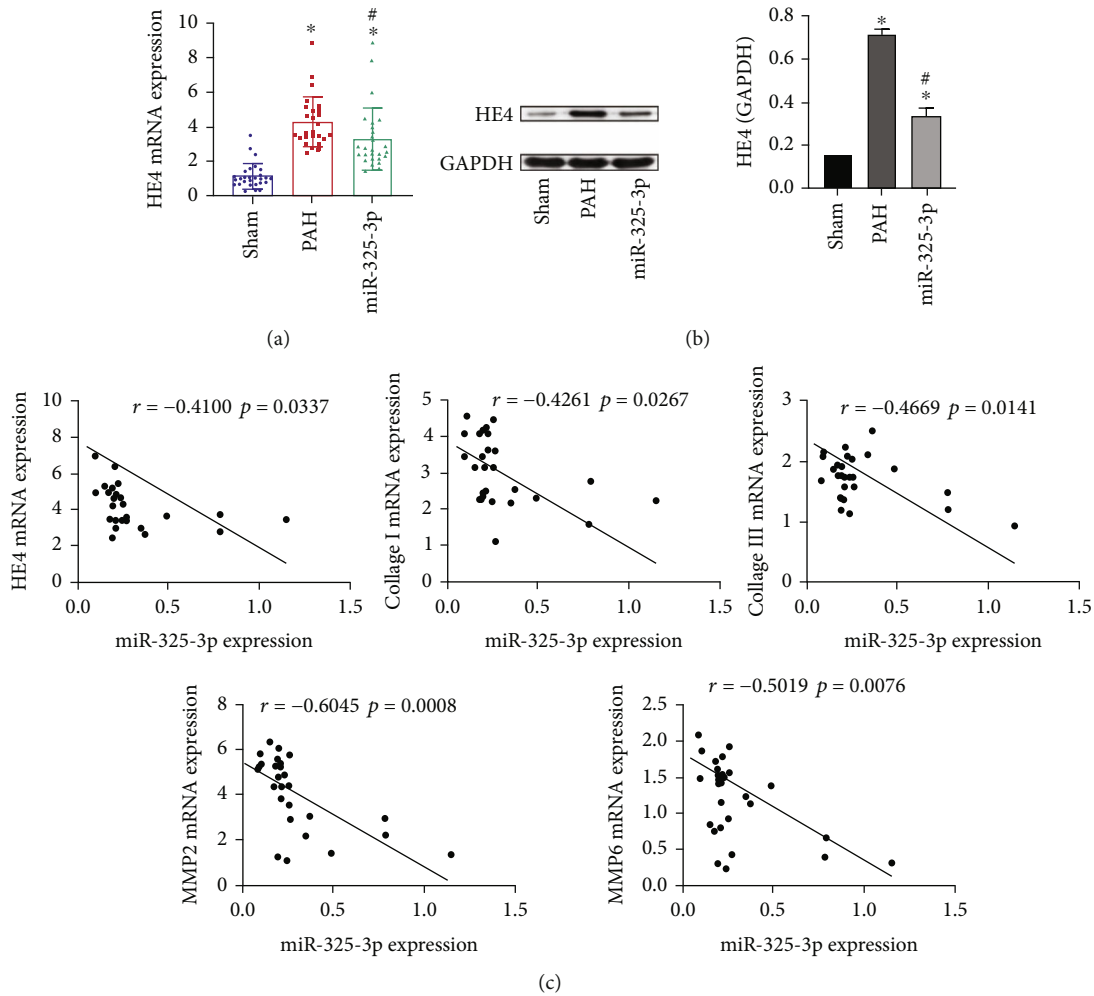 HE4 mRNA expression
10
8
6
4
2
0
*
#
*
Sham
PAH
miR-325-3p
(a)
HE4
GAPDH
Sham
PAH
miR-325-3p
HE4 (GAPDH)
0.8
0.6
0.4
0.2
0.0
*
#
*
Sham
PAH
miR-325-3p
(b)
HE4 mRNA expression
10
8
6
4
2
0
r = −0.4100 p = 0.0337
0.0 0.5 1.0 1.5
miR-325-3p expression
Collage I mRNA expression
5
4
3
2
1
0
r = −0.4261 p = 0.0267
0.0 0.5 1.0 1.5
miR-325-3p expression
Collage III mRNA expression
3
2
1
0
r = −0.4669 p = 0.0141
0.0 0.5 1.0 1.5
miR-325-3p expression
MMP2 mRNA expression
8
6
4
2
0
r = −0.6045 p = 0.0008
0.0 0.5 1.0 1.5
miR-325-3p expression
MMP6 mRNA expression
2.5
2.0
1.5
1.0
0.5
0.0
r = −0.5019 p = 0.0076
0.0 0.5 1.0 1.5
miR-325-3p expression
(c)